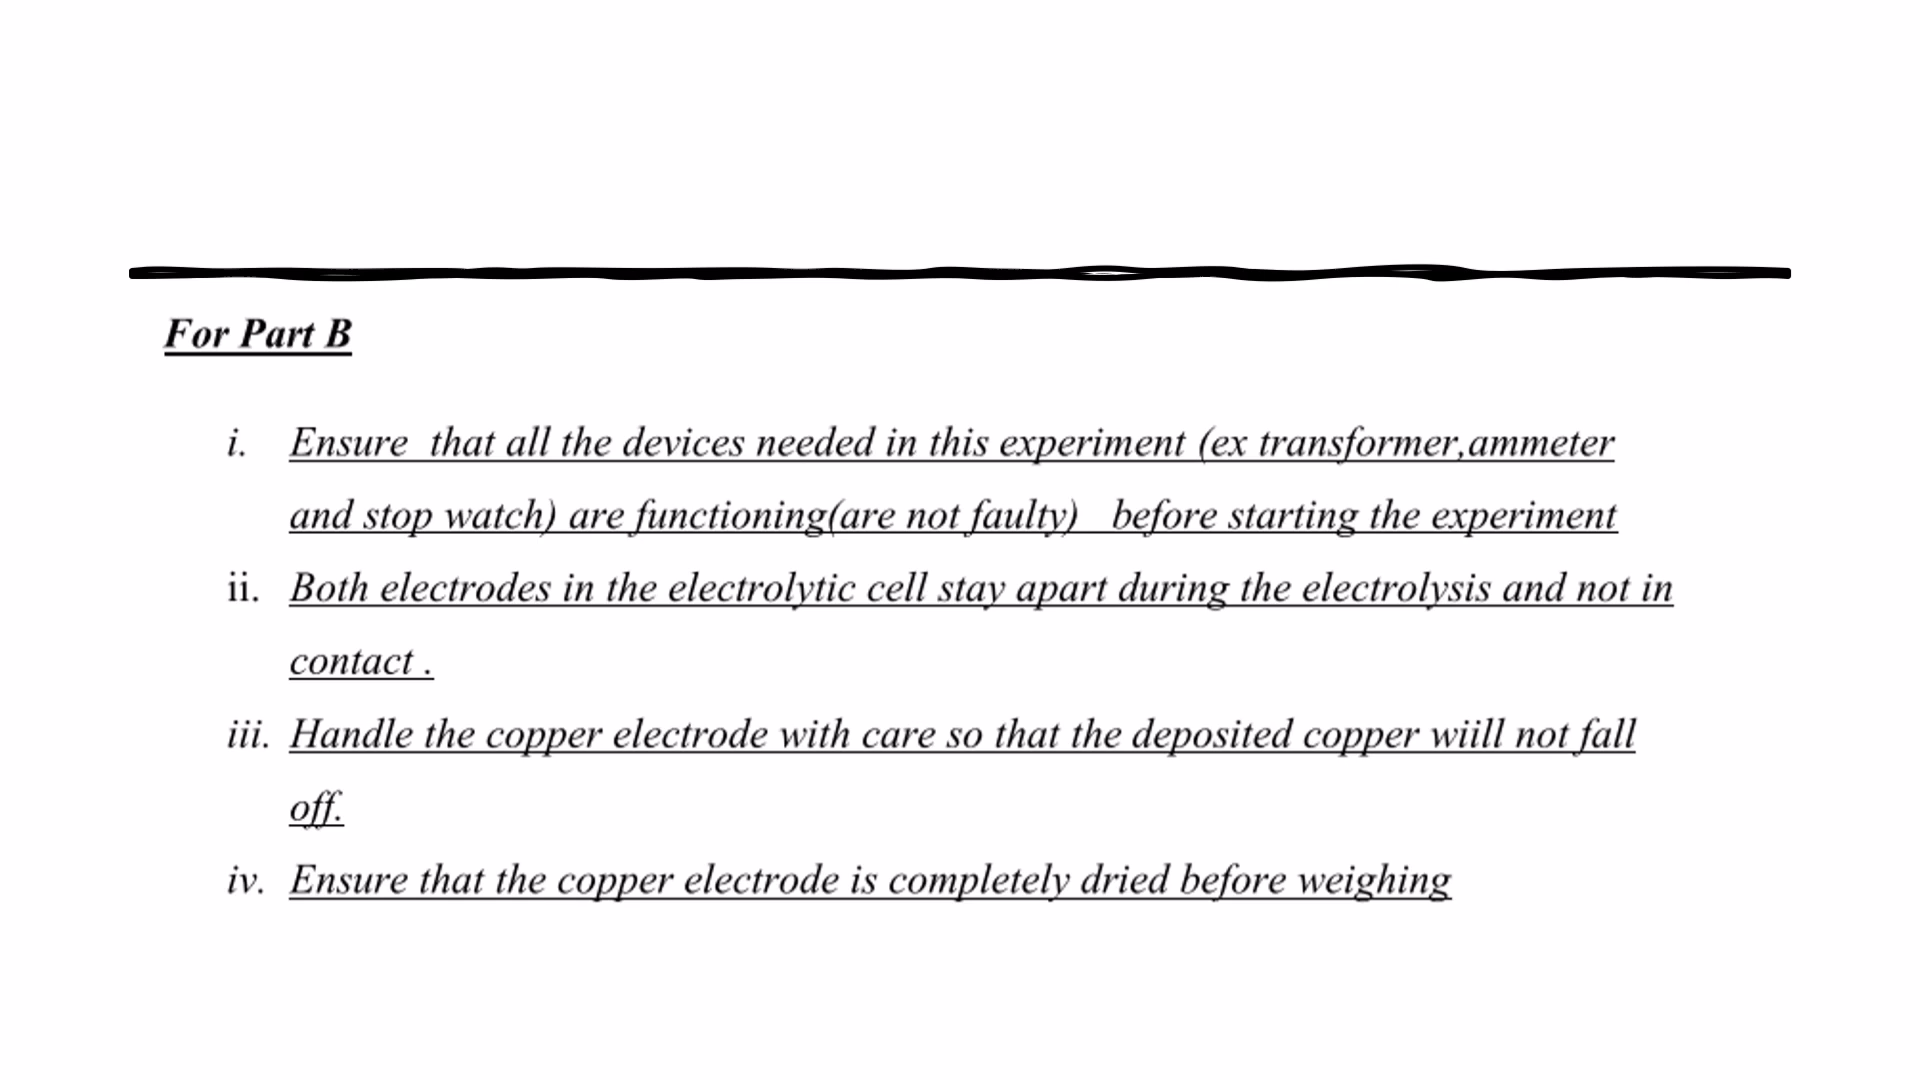 For Part B
i. Ensure that all the devices needed in this experiment (ex transformer,ammeter
and stop watch) are functioning(are not faulty) before starting the experiment
ii. Both electrodes in the electrolytic cell stay apart during the electrolysis and not in
contact .
iii. Handle the copper electrode with care so that the deposited copper wiill not fall
off.
iv. Ensure that the copper electrode is completely dried before weighing